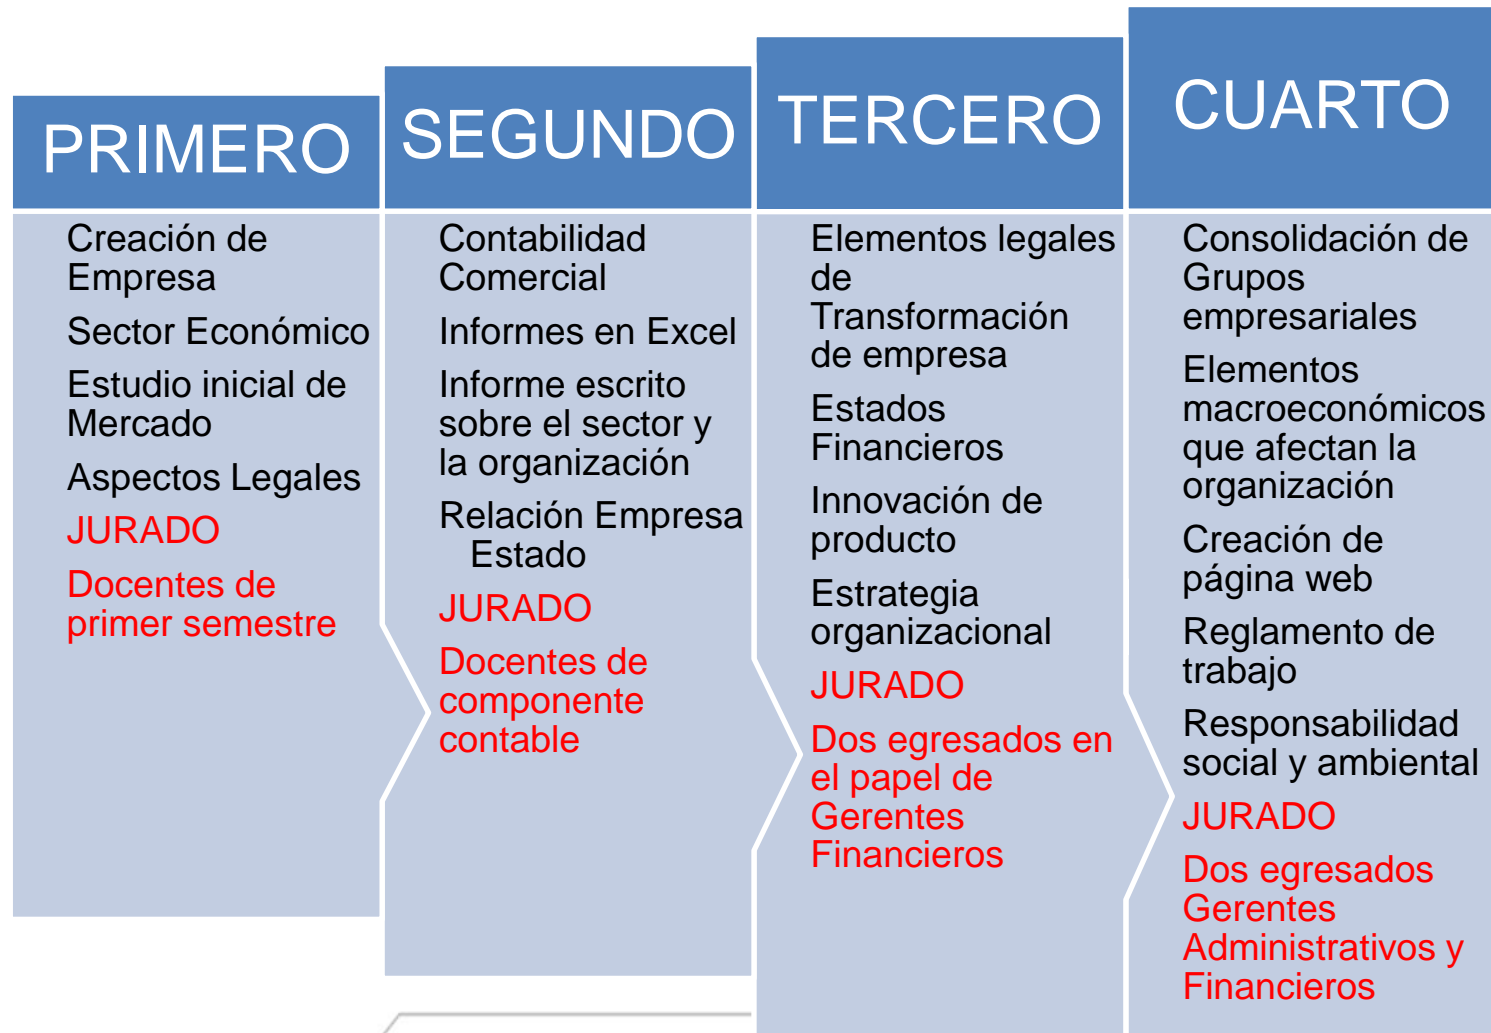 PRIMERO
Creación de
Empresa
Sector Económico
Estudio inicial de
Mercado
Aspectos Legales
JURADO
Docentes de
primer semestre
SEGUNDO
Contabilidad
Comercial
Informes en Excel
Informe escrito
sobre el sector y
la organización
Relación Empresa
Estado
JURADO
Docentes de
componente
contable
TERCERO
Elementos legales
de
Transformación
de empresa
Estados
Financieros
Innovación de
producto
Estrategia
organizacional
JURADO
Dos egresados en
el papel de
Gerentes
Financieros
CUARTO
Consolidación de
Grupos
empresariales
Elementos
macroeconómicos
que afectan la
organización
Creación de
página web
Reglamento de
trabajo
Responsabilidad
social y ambiental
JURADO
Dos egresados
Gerentes
Administrativos y
Financieros